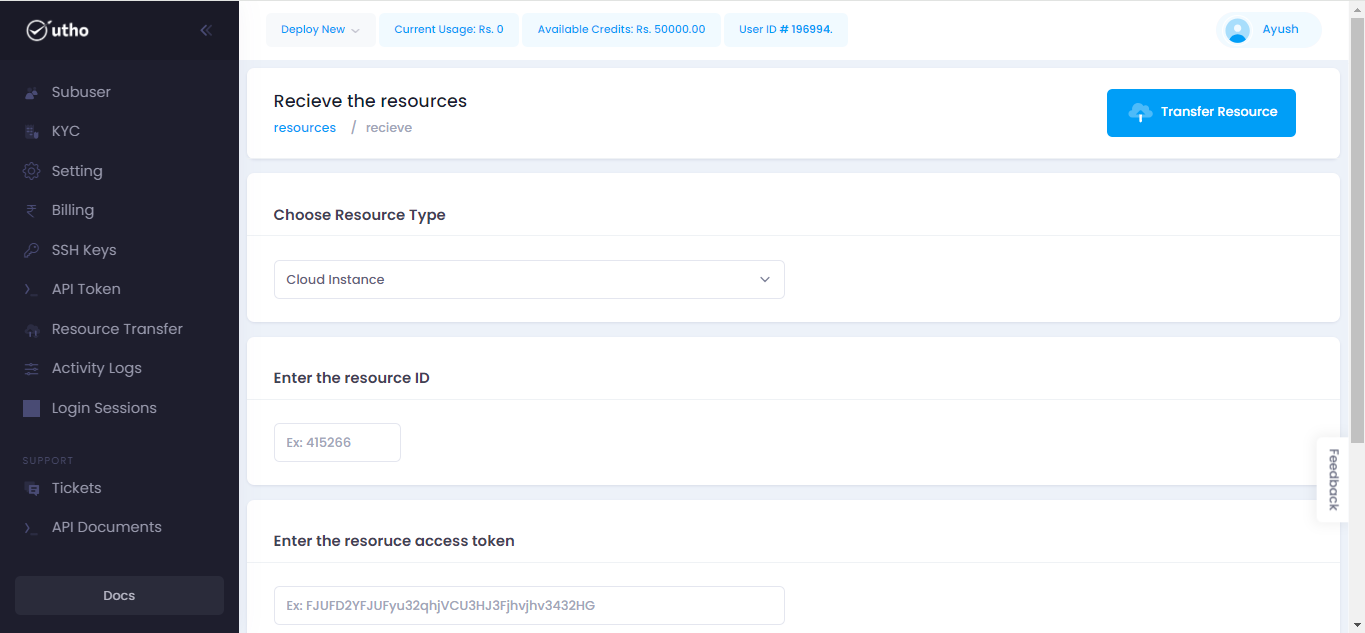 utho
Deploy New
Current Usage: Rs. 0
Available Credits: Rs. 50000.00
User ID # 196994.
Ayush
Subuser
KYC
Setting
Billing
SSH Keys
API Token
Resource Transfer
Activity Logs
Login Sessions
SUPPORT
Tickets
API Documents
Docs
Recieve the resources
resources / recieve
Transfer Resource
Choose Resource Type
Cloud Instance
Enter the resource ID
Ex: 415266
Enter the resoruce access token
Ex: FJUFD2YFJUFyu32qhjVCU3HJ3Fjhvjhv3432HG
Feedback